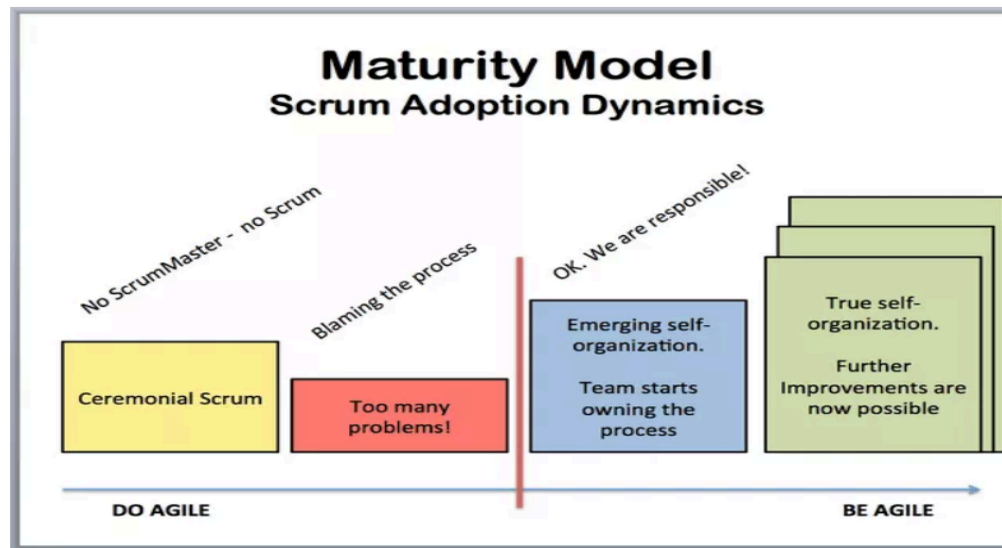 Maturity Model
Scrum Adoption Dynamics
No ScrumMaster - no Scrum
Blaming the process
OK. We are responsible!
Ceremonial Scrum
Too many
problems!
Emerging self-
organization.
Team starts
owning the
process
True self-
organization.
Further
Improvements are
now possible
DO AGILE
BE AGILE